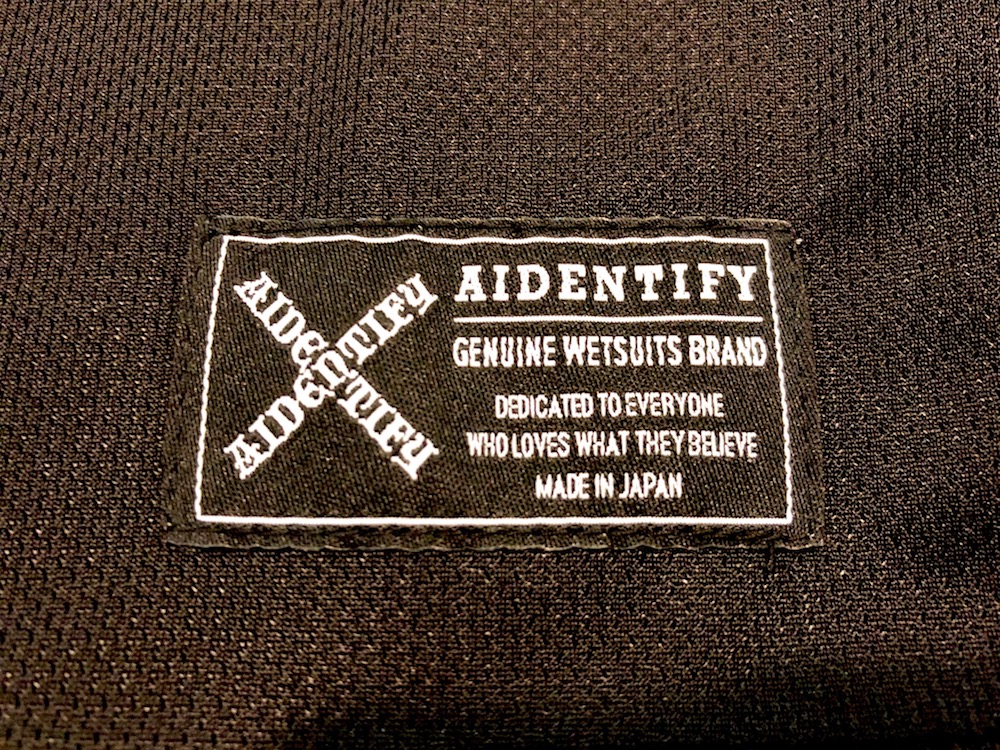 AIDENTIFY
AIDENTIFY
AIDENTIFY
GENUINE WETSUITS BRAND
DEDICATED TO EVERYONE
WHO LOVES WHAT THEY BELIEVE
MADE IN JAPAN